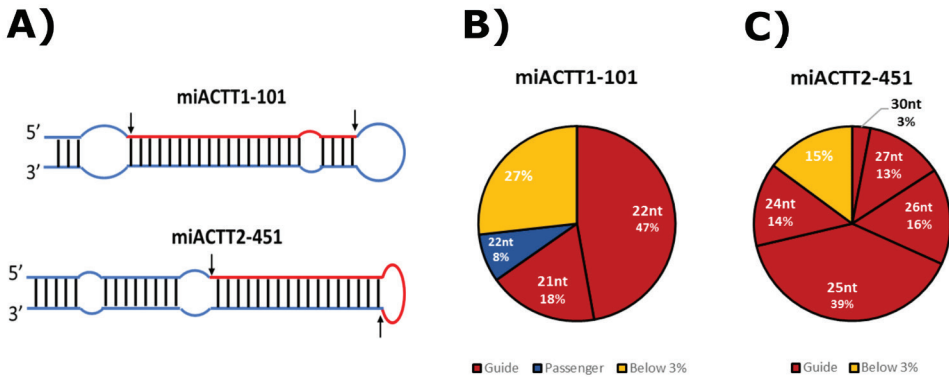 A)
miACTT1-101
5’
3’
miACTT2-451
5’
3’
B)
miACTT1-101
27%
22nt
47%
22nt
8%
21nt
18%
Guide Passenger Below 3%
C)
miACTT2-451
30nt
3%
15%
27nt
13%
24nt
14%
26nt
16%
25nt
39%
Guide Below 3%